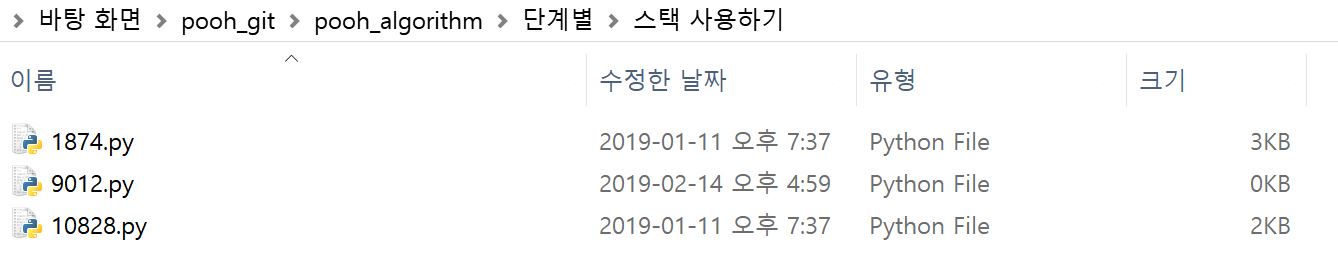 바탕 화면 > pooh_git > pooh_algorithm > 단계별 > 스택 사용하기
이름 수정한 날짜 유형 크기
1874.py 2019-01-11 오후 7:37 Python File 3KB
9012.py 2019-02-14 오후 4:59 Python File 0KB
10828.py 2019-01-11 오후 7:37 Python File 2KB